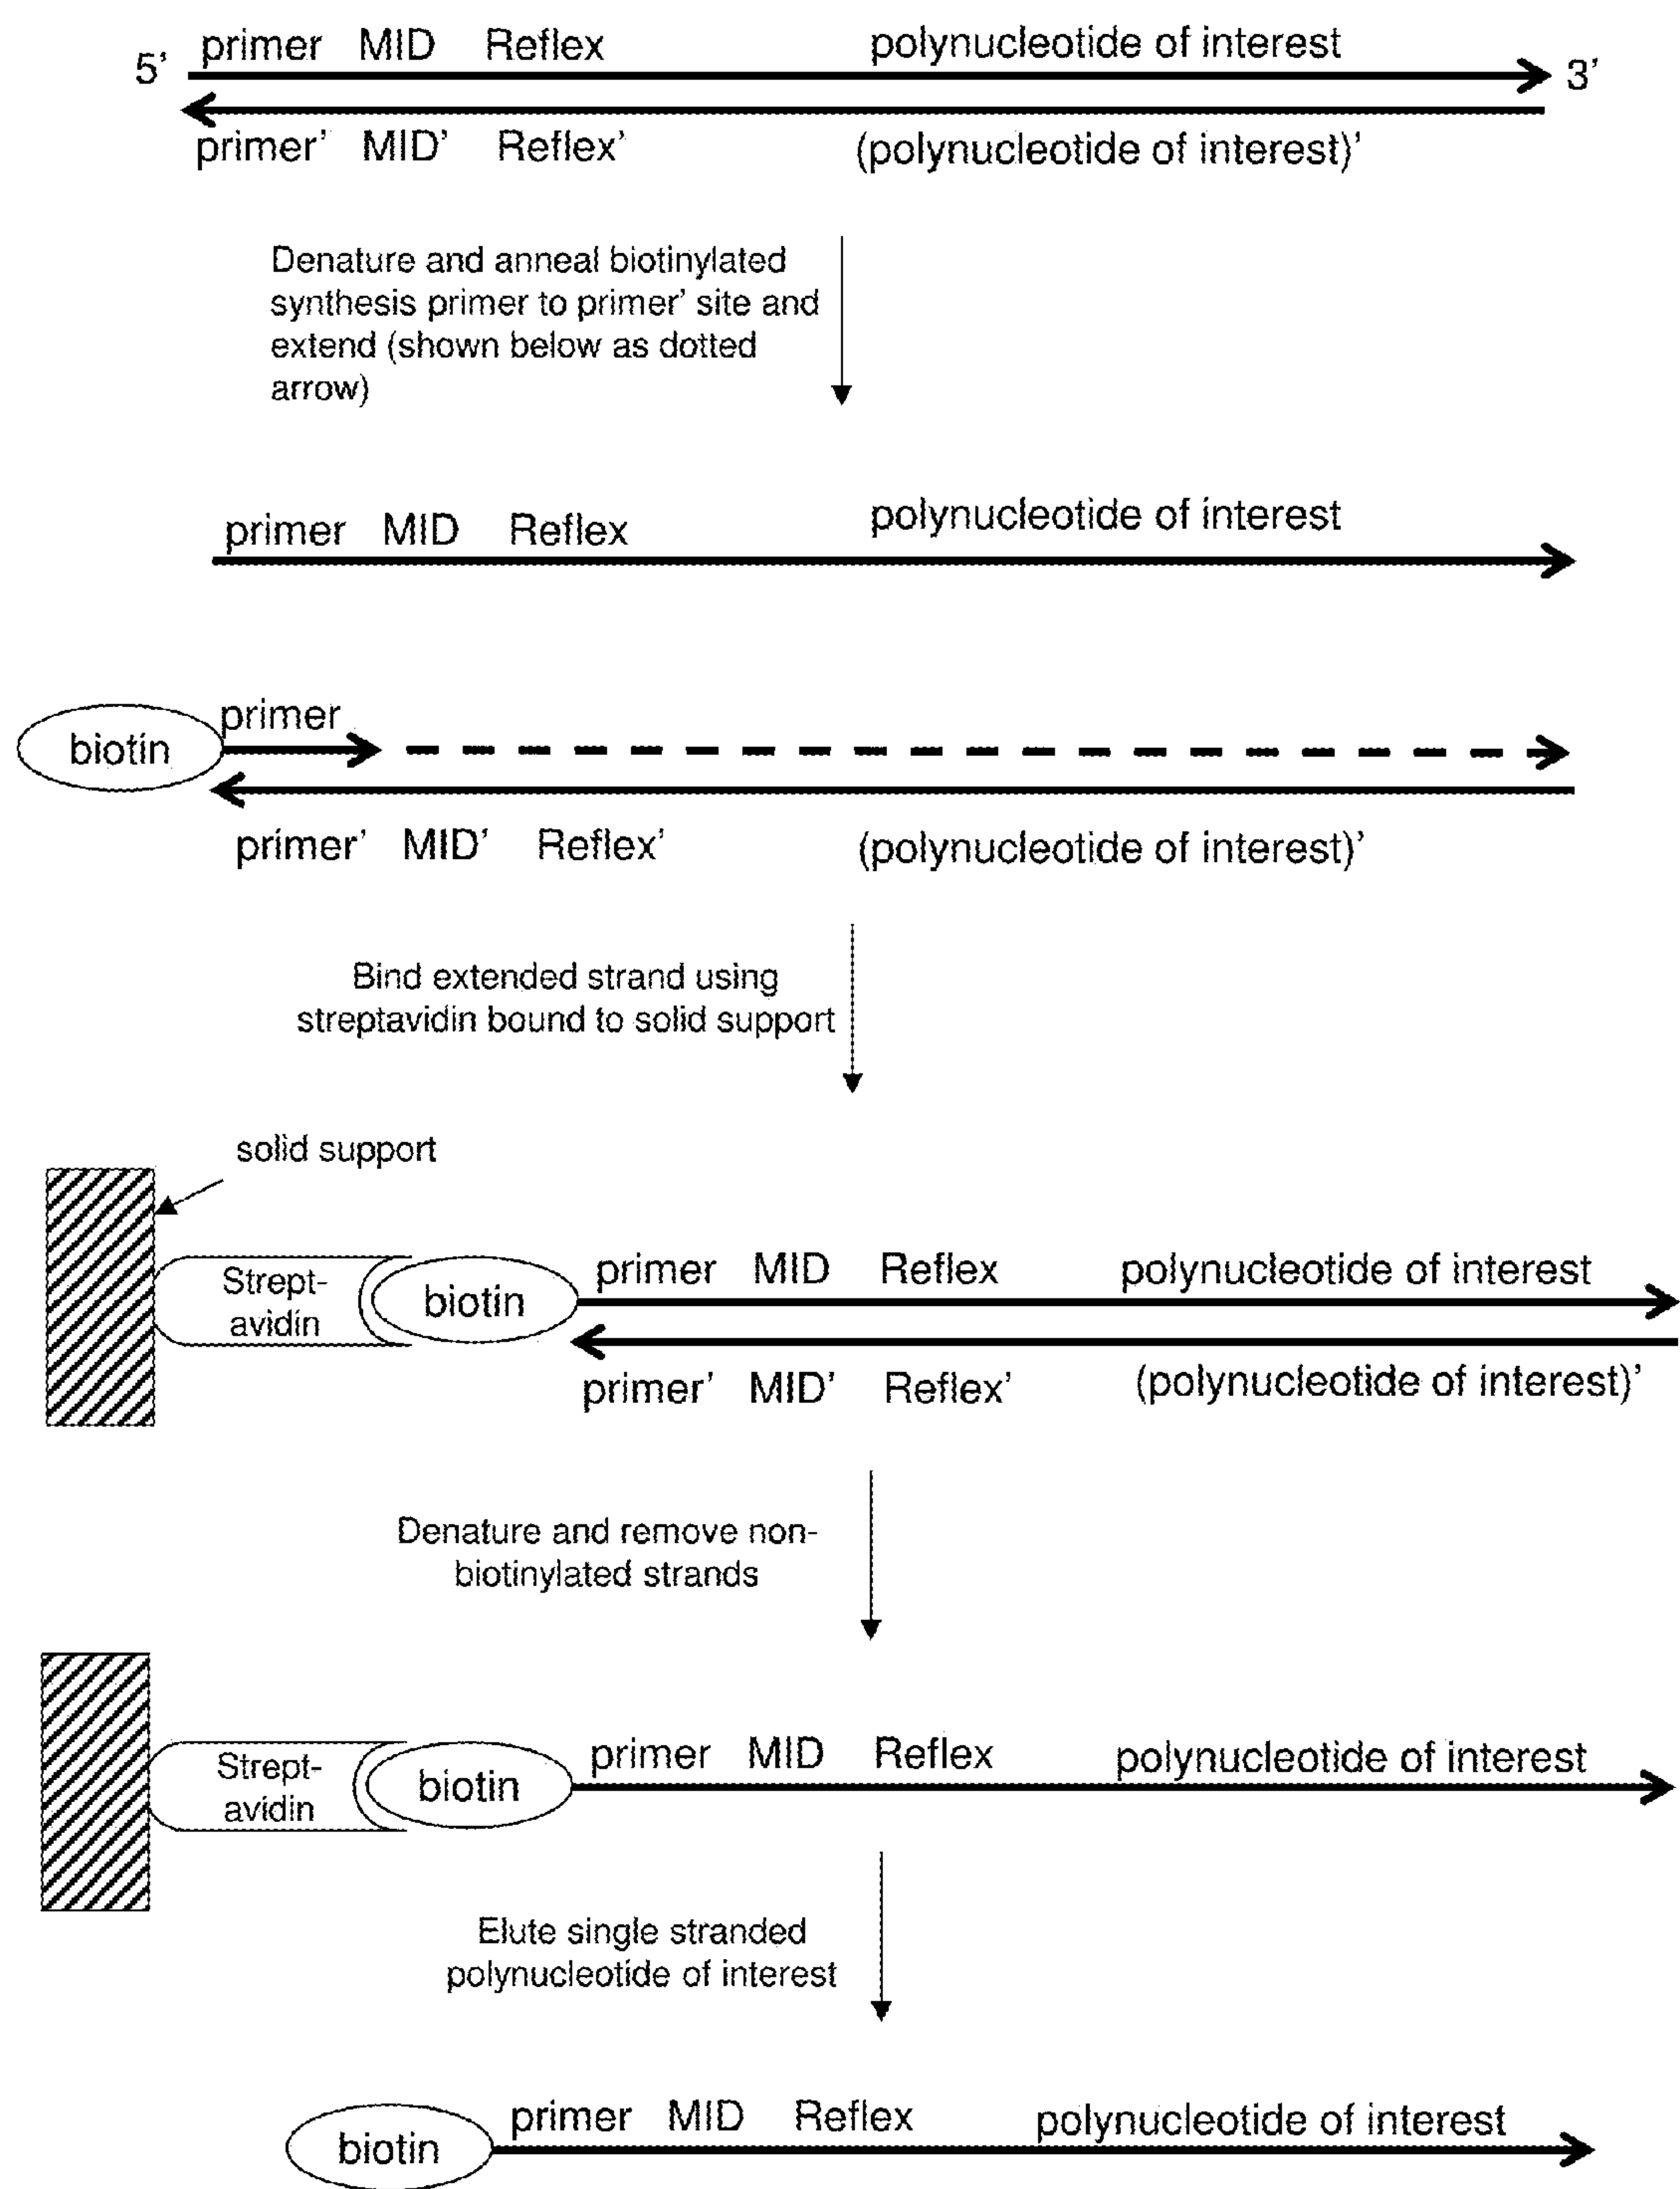 primer MID Reflex polynucleotide of interest
5' 3'
primer' MID' Reflex' (polynucleotide of interest)'
Denature and anneal biotinylated
synthesis primer to primer' site and
extend (shown below as dotted
arrow)
primer MID Reflex polynucleotide of interest
primer
biotin
primer' MID' Reflex' (polynucleotide of interest)'
Bind extended strand using
streptavidin bound to solid support
solid support
primer MID Reflex polynucleotide of interest
Strept-
avidin
biotin
primer' MID' Reflex' (polynucleotide of interest)'
Denature and remove non-
biotinylated strands
primer MID Reflex polynucleotide of interest
Strept-
avidin
biotin
Elute single stranded
polynucleotide of interest
primer MID Reflex polynucleotide of interest
biotin